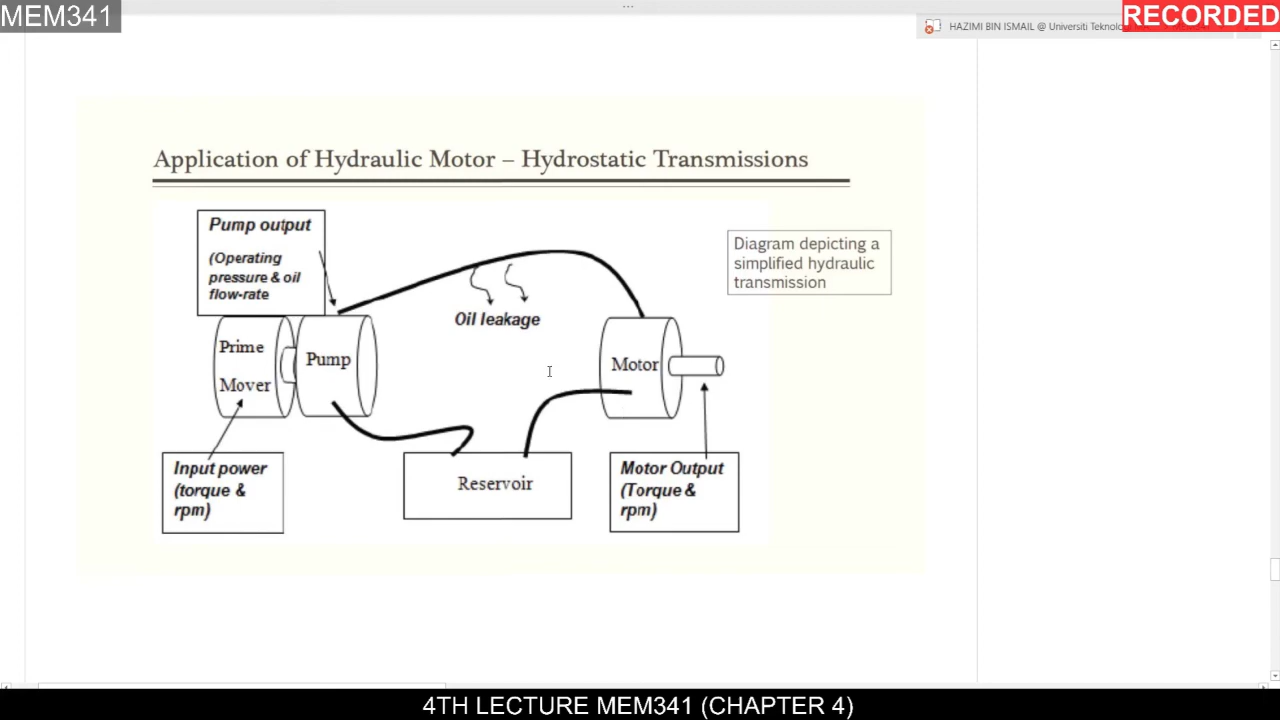 MEM341
RECORDED
HAZIMI BIN ISMAIL @ Universiti Teknolo
Application of Hydraulic Motor – Hydrostatic Transmissions
Pump output
(Operating
pressure & oil
flow-rate
Diagram depicting a
simplified hydraulic
transmission
Oil leakage
Prime
Mover
Pump
Motor
Input power
(torque &
rpm)
Reservoir
Motor Output
(Torque &
rpm)
4TH LECTURE MEM341 (CHAPTER 4)